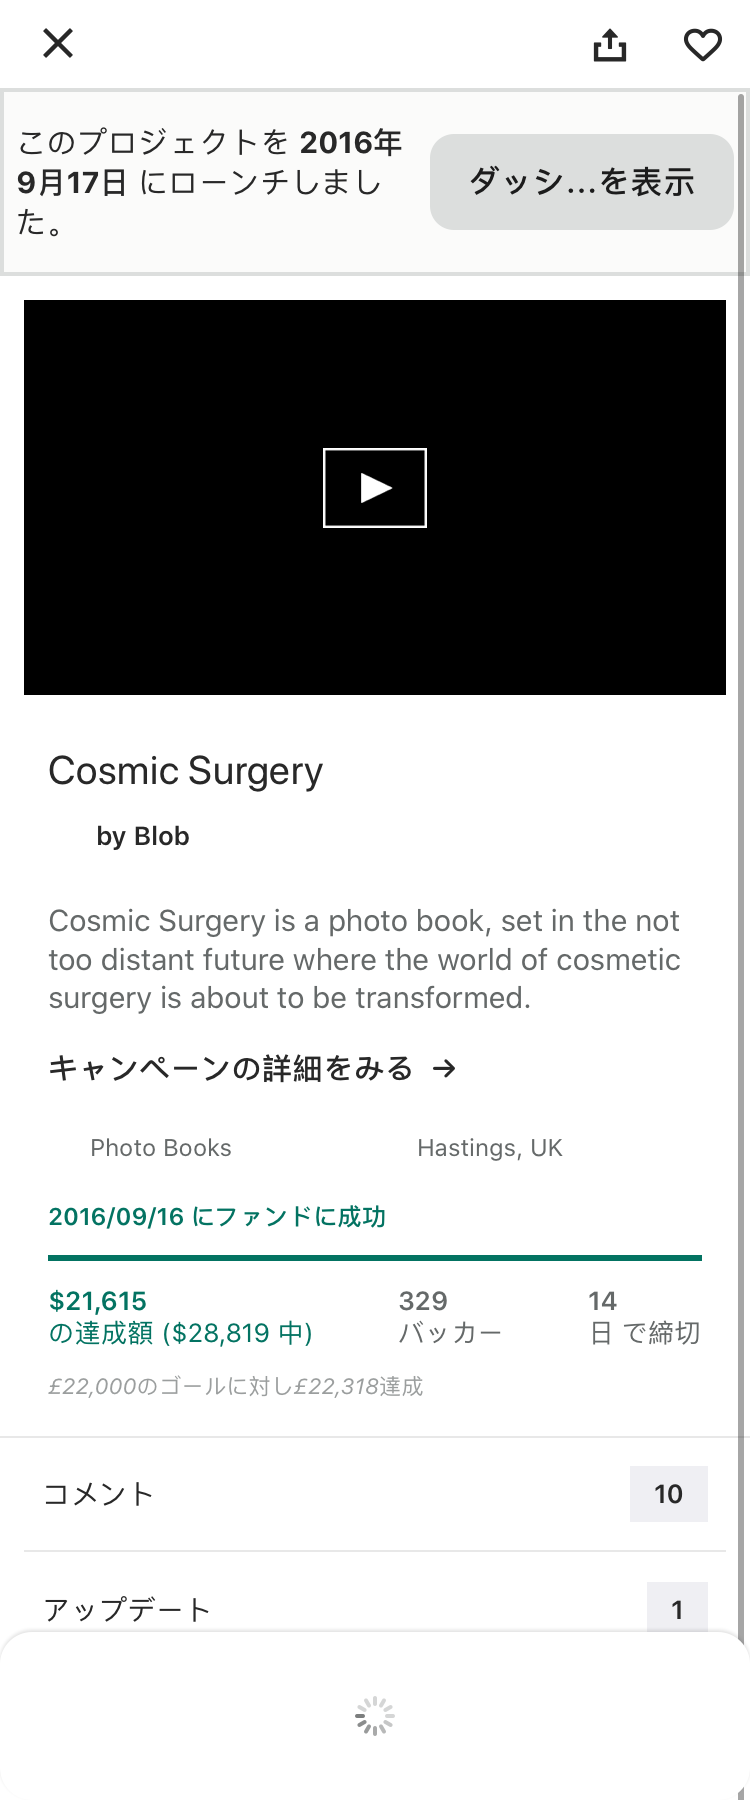 このプロジェクトを 2016年
9月17日 にローンチしまし
た。
ダッシ...を表示
Cosmic Surgery
by Blob
Cosmic Surgery is a photo book, set in the not
too distant future where the world of cosmetic
surgery is about to be transformed.
キャンペーンの詳細をみる →
Photo Books
Hastings, UK
2016/09/16 にファンドに成功
$21,615
の達成額 ($28,819 中)
329
バッカー
14
日 で締切
£22,000のゴールに対し£22,318達成
コメント
10
アップデート
1